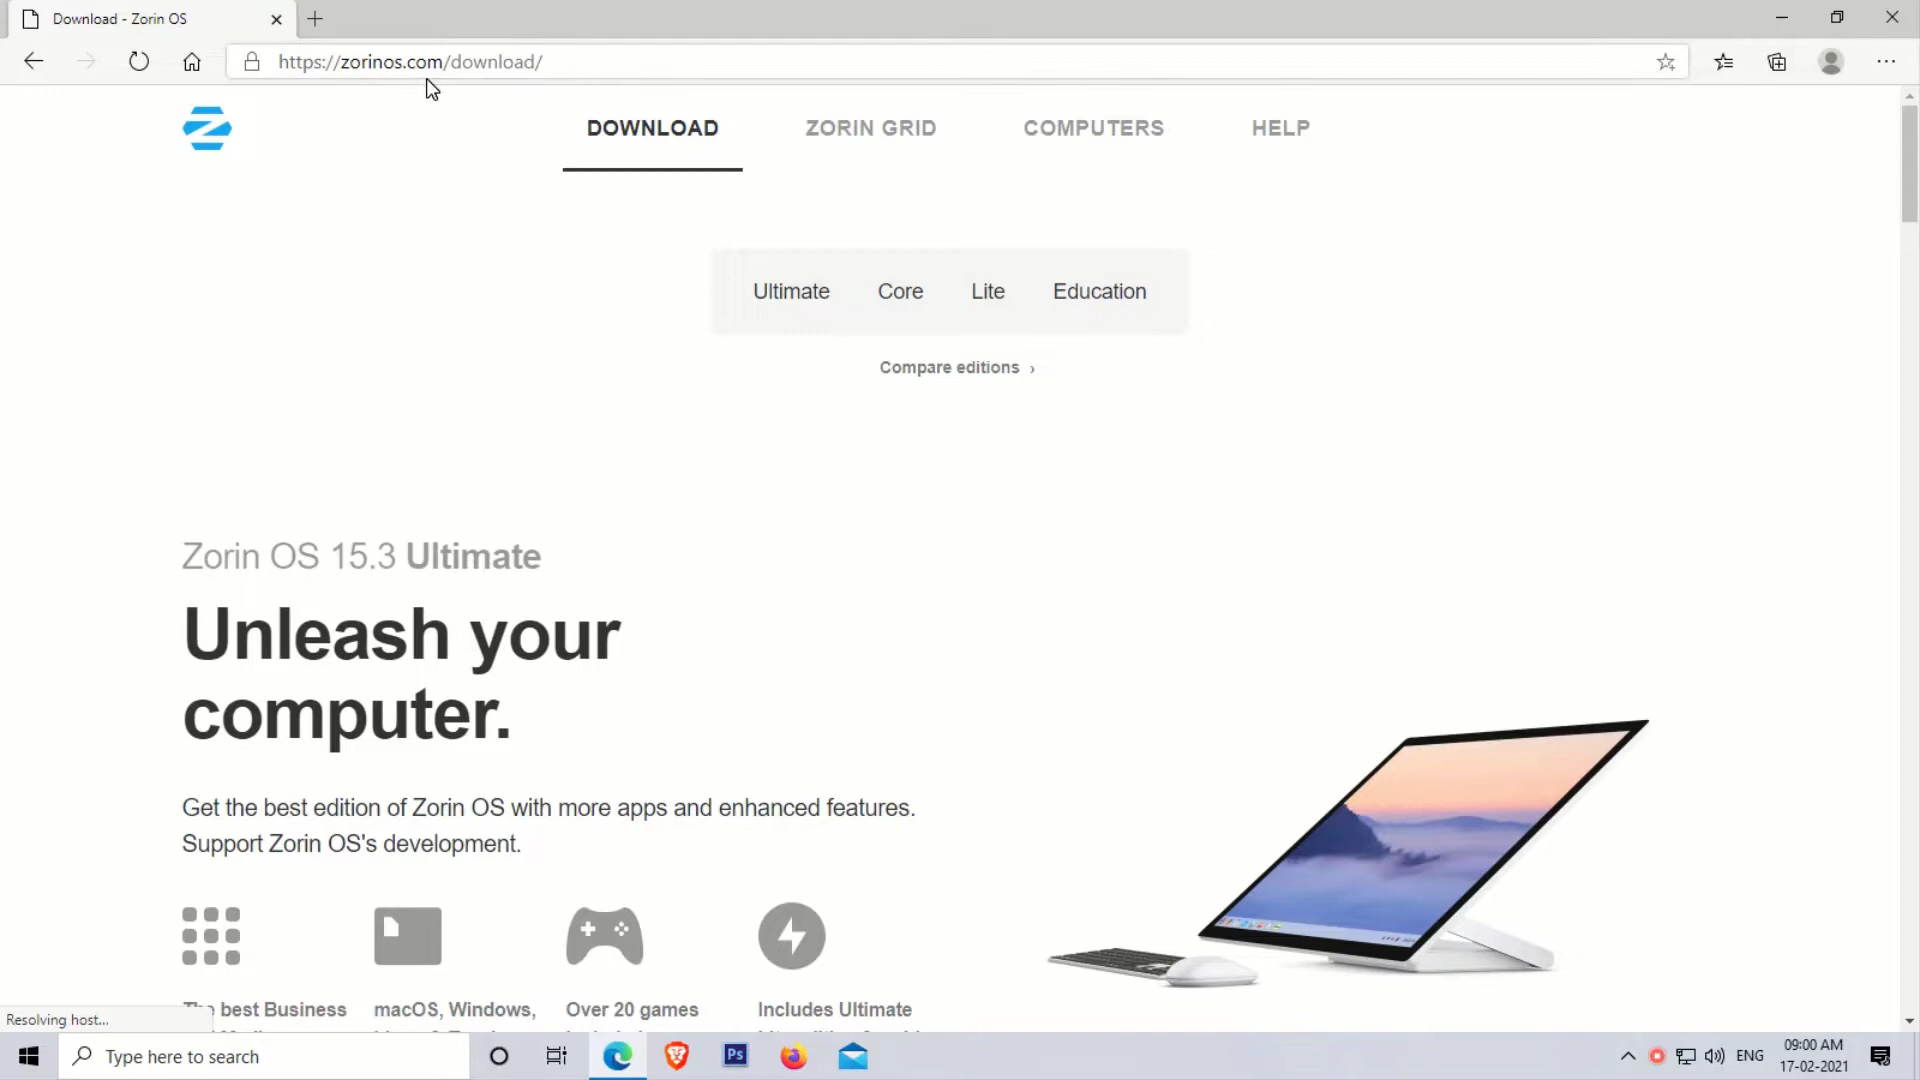 Download - Zorin OS
https://zorinos.com/download/
DOWNLOAD
ZORIN GRID
COMPUTERS
HELP
Ultimate
Core
Lite
Education
Compare editions ›
Zorin OS 15.3 Ultimate
Unleash your
computer.
Get the best edition of Zorin OS with more apps and enhanced features.
Support Zorin OS's development.
The best Business
macOS, Windows,
Over 20 games
Includes Ultimate
Resolving host...
Type here to search
Ps
ENG
09:00 AM
17-02-2021